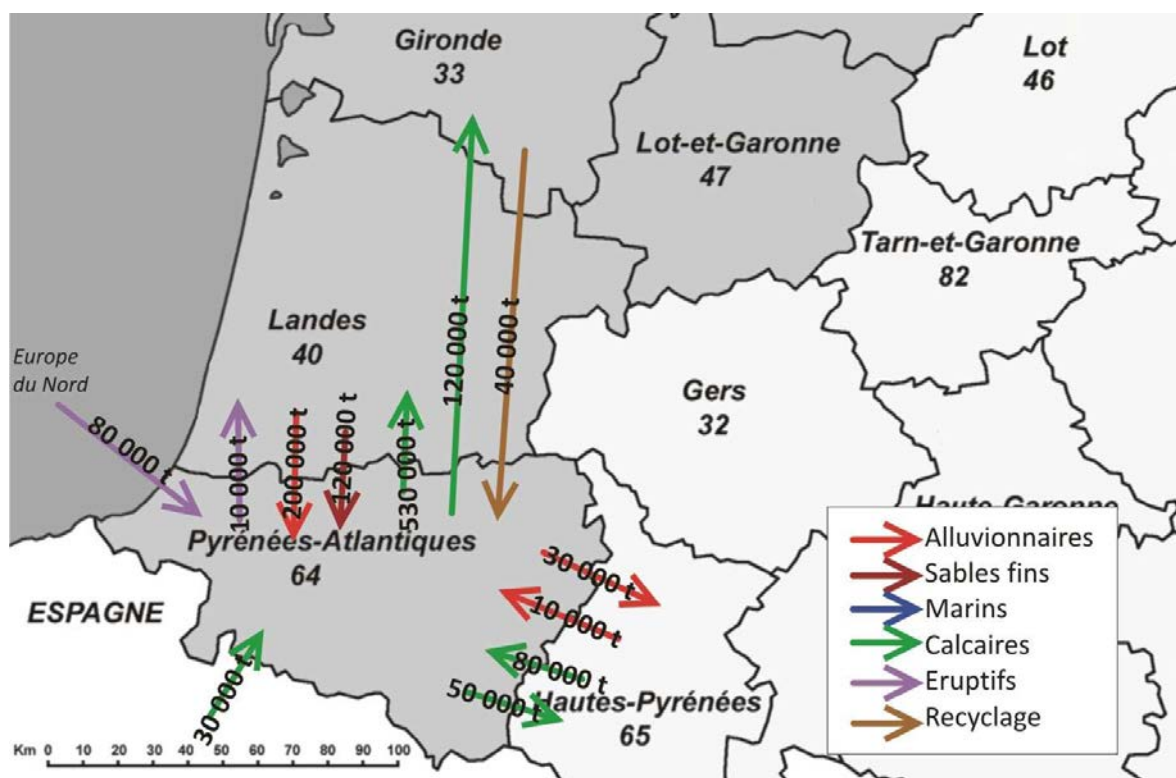 Gironde
33
Lot
46
Lot-et-Garonne
47
Tarn-et-Garonne
82
Landes
40
120 000 t
40 000 t
Europe
du Nord
80 000 t
Gers
32
10 000 t
200 000 t
120 000 t
530 000 t
Haute-Garonne
Pyrénées-Atlantiques
64
ESPAGNE
30 000 t
10 000 t
80 000 t
50 000 t
30 000 t
Hautes-Pyrénées
65
Alluvionnaires
Sables fins
Marins
Calcaires
Eruptifs
Recyclage
Km 0 10 20 30 40 50 60 70 80 90 100